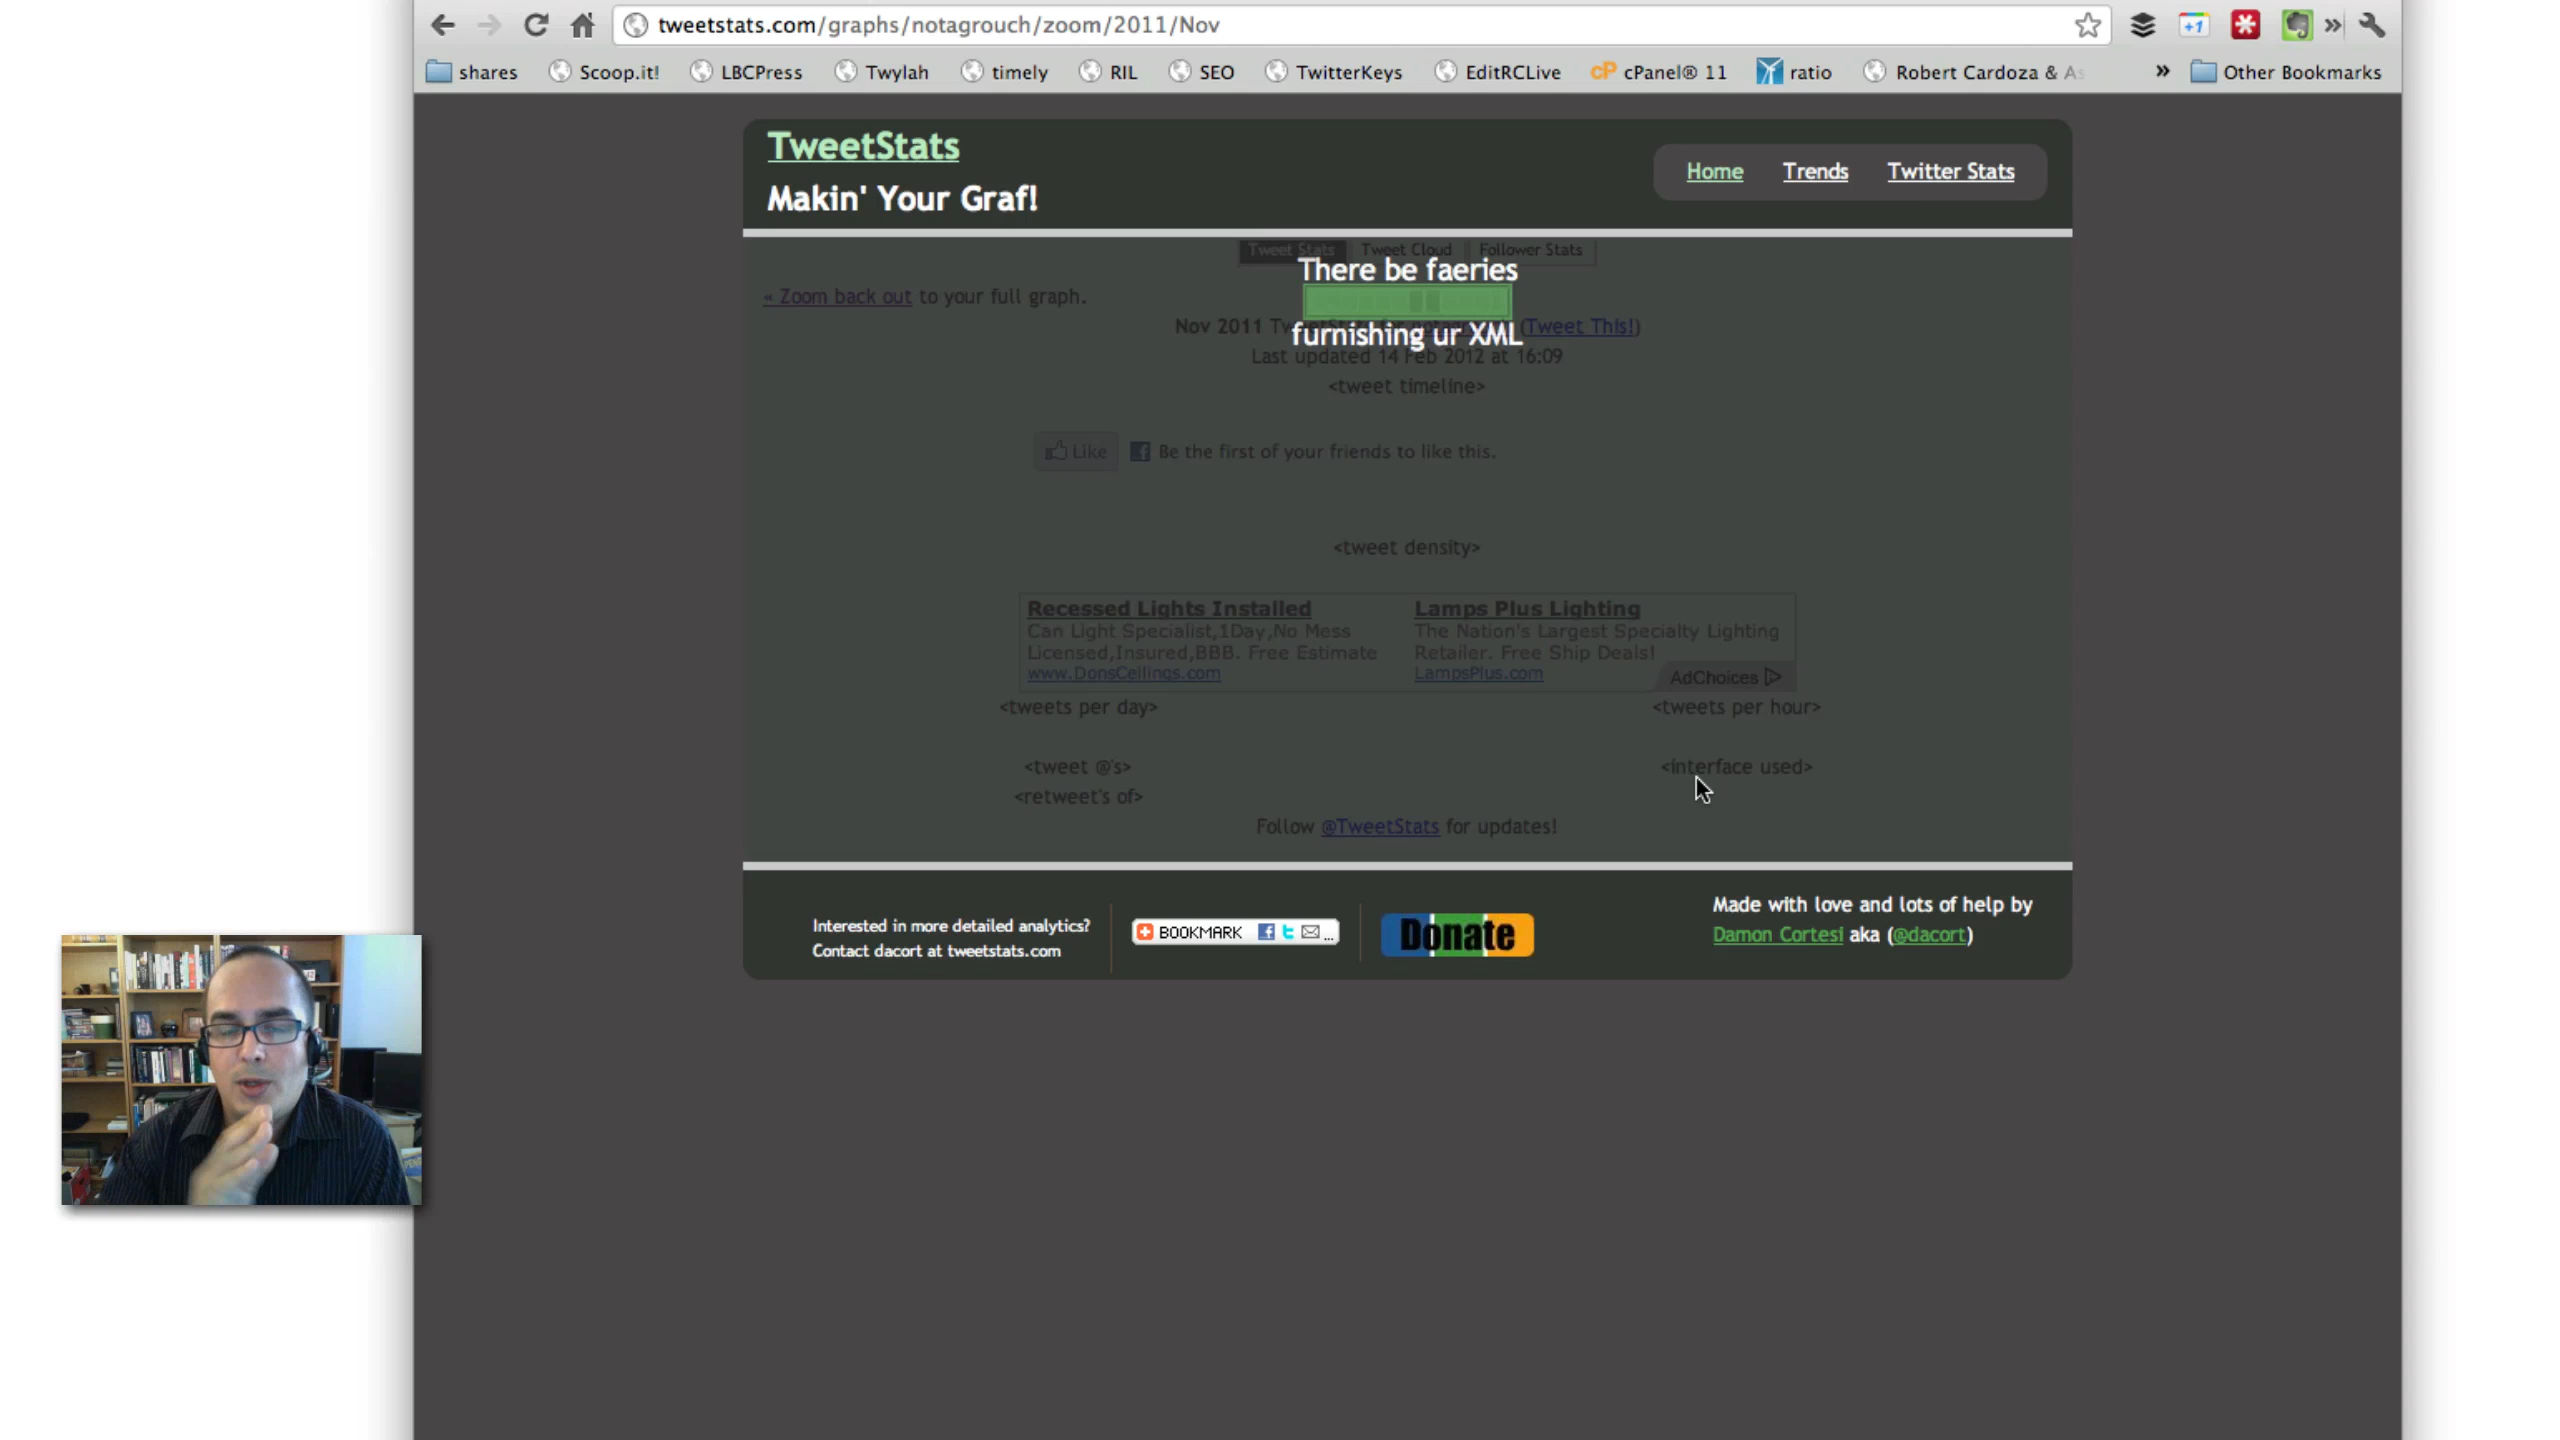 tweetstats.com/graphs/notagrouch/zoom/2011/Nov
+1
shares Scoop.it! LBCPress Twylah timely RIL SEO TwitterKeys EditRCLive cPanel® 11 ratio Robert Cardoza & As » Other Bookmarks
TweetStats
Makin' Your Graf!
Home Trends Twitter Stats
Tweet Stats Tweet Cloud Follower Stats
There be faeries
« Zoom back out to your full graph.
Nov 2011 (Tweet This!)
furnishing ur XML
Last updated 14 Feb 2012 at 16:09
<tweet timeline>
Like Be the first of your friends to like this.
<tweet density>
Recessed Lights Installed
Can Light Specialist,1Day,No Mess
Licensed,Insured,BBB. Free Estimate
www.DonsCeilings.com
Lamps Plus Lighting
The Nation's Largest Specialty Lighting
Retailer. Free Ship Deals!
LampsPlus.com
AdChoices
<tweets per day> <tweets per hour>
<tweet @'s> <interface used>
<retweet's of>
Follow @TweetStats for updates!
Interested in more detailed analytics?
Contact dacort at tweetstats.com
BOOKMARK ...
Donate
Made with love and lots of help by
Damon Cortesi aka (@dacort)